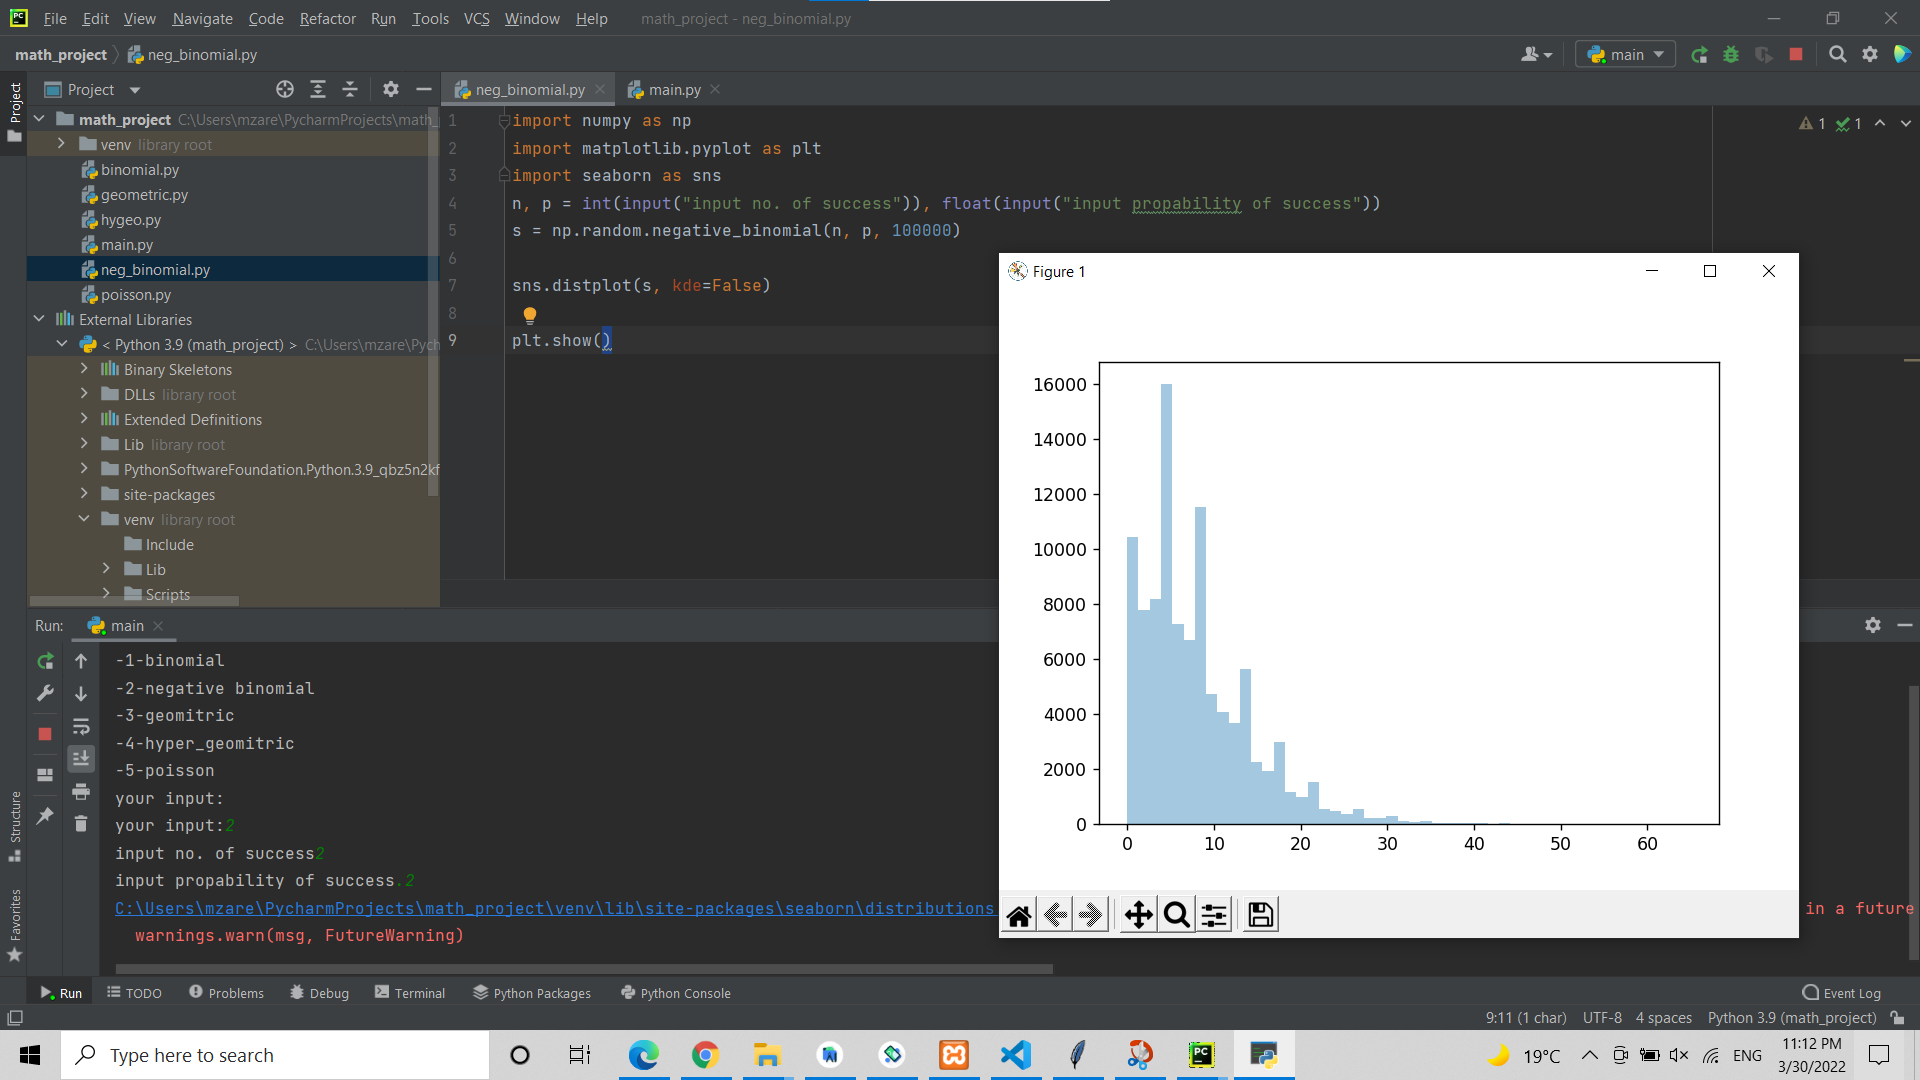 File Edit View Navigate Code Refactor Run Tools VCS Window Help math_project - neg_binomial.py
math_project neg_binomial.py main
Project neg_binomial.py main.py
Project
math_project C:\Users\mzare\PycharmProjects\math_
venv library root
binomial.py
geometric.py
hygeo.py
main.py
neg_binomial.py
poisson.py
External Libraries
< Python 3.9 (math_project) > C:\Users\mzare\Pych
Binary Skeletons
DLLs library root
Extended Definitions
Lib library root
PythonSoftwareFoundation.Python.3.9_qbz5n2kf
site-packages
venv library root
Include
Lib
Scripts
1 import numpy as np
2 import matplotlib.pyplot as plt
3 import seaborn as sns
4 n, p = int(input("input no. of success")), float(input("input propability of success"))
5 s = np.random.negative_binomial(n, p, 100000)
6
7 sns.distplot(s, kde=False)
8
9 plt.show()
1 1
Figure 1
16000
14000
12000
10000
8000
6000
4000
2000
0
0 10 20 30 40 50 60
Run: main
-1-binomial
-2-negative binomial
-3-geomitric
-4-hyper_geomitric
-5-poisson
your input:
your input:2
input no. of success2
input propability of success.2
C:\Users\mzare\PycharmProjects\math_project\venv\lib\site-packages\seaborn\distributions. in a future
warnings.warn(msg, FutureWarning)
Structure
Favorites
Run TODO Problems Debug Terminal Python Packages Python Console Event Log
9:11 (1 char) UTF-8 4 spaces Python 3.9 (math_project)
Type here to search
19°C ENG 11:12 PM
3/30/2022